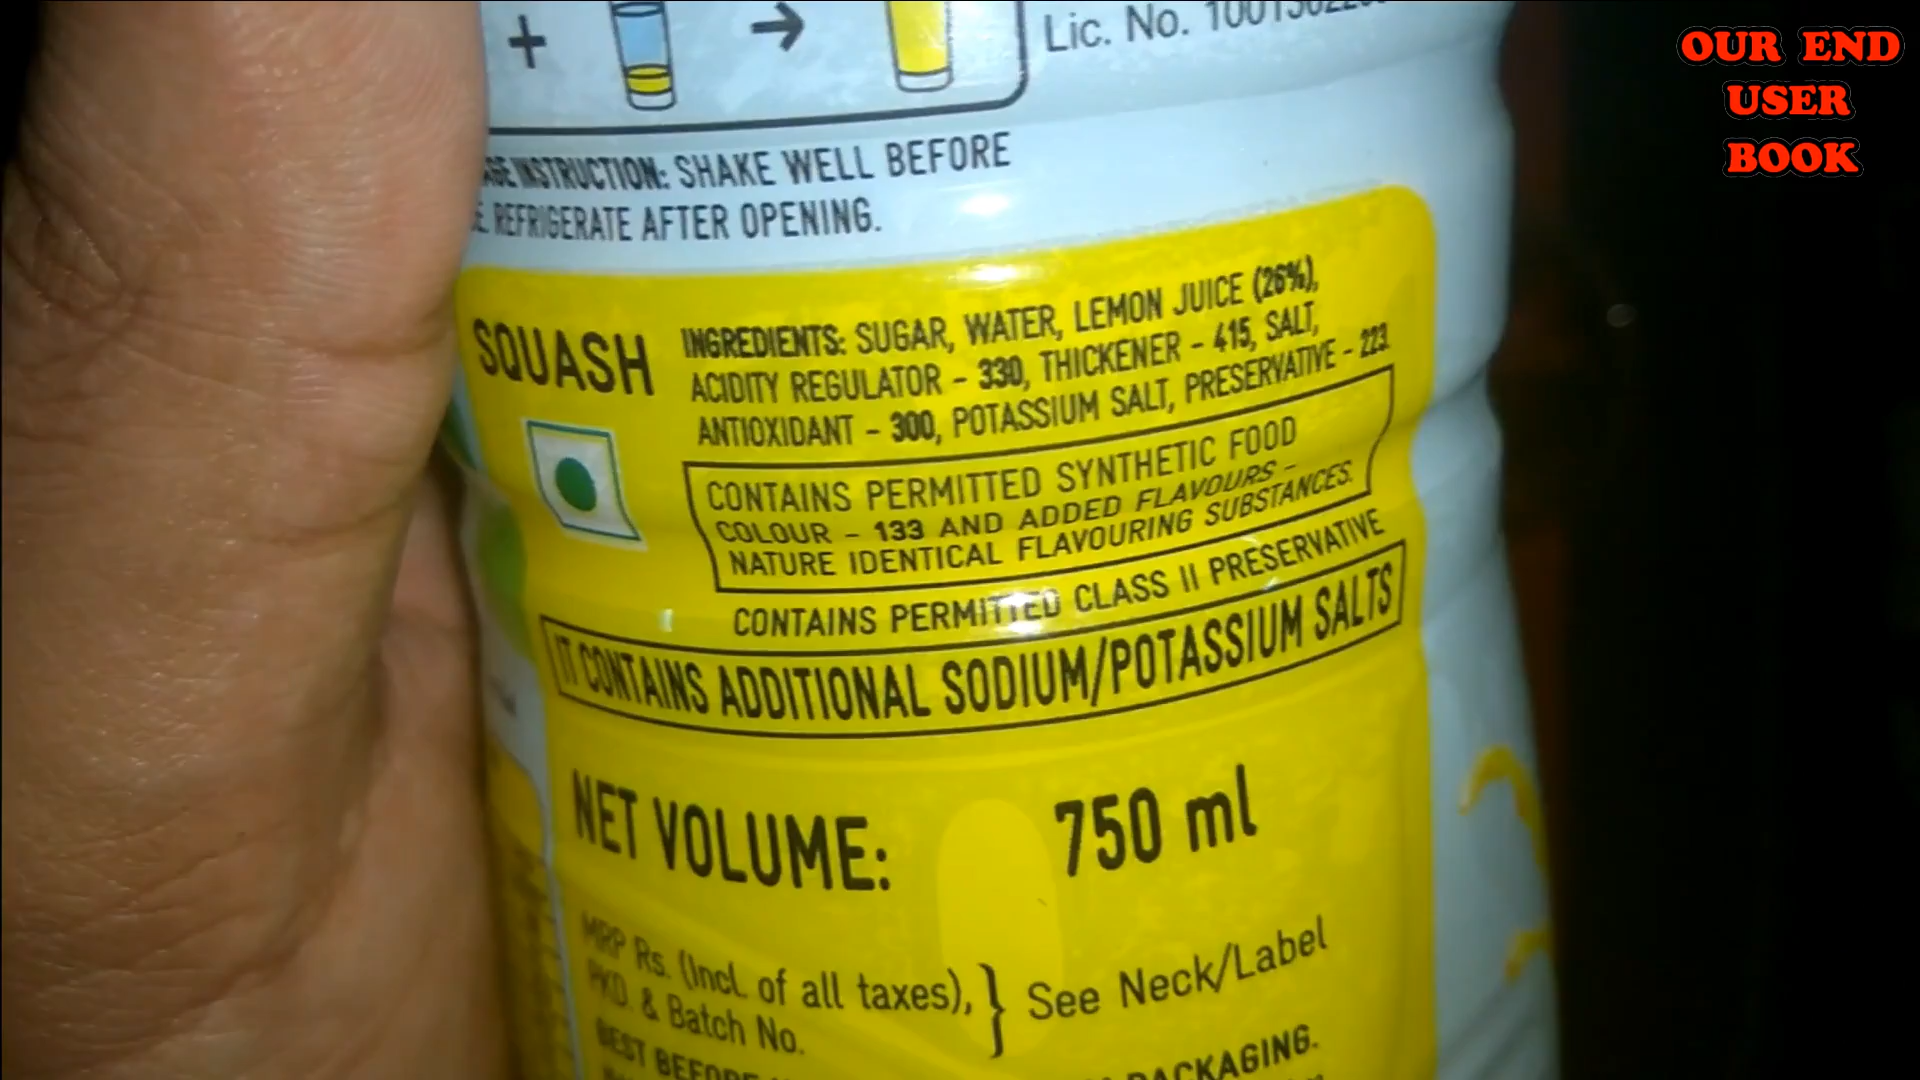 + →
Lic. No.
INSTRUCTION: SHAKE WELL BEFORE
REFRIGERATE AFTER OPENING.
SQUASH
INGREDIENTS: SUGAR, WATER, LEMON JUICE (26%),
ACIDITY REGULATOR - 330, THICKENER - 415, SALT,
ANTIOXIDANT - 300, POTASSIUM SALT, PRESERVATIVE - 223.
CONTAINS PERMITTED SYNTHETIC FOOD
COLOUR - 133 AND ADDED FLAVOURS -
NATURE IDENTICAL FLAVOURING SUBSTANCES.
CONTAINS PERMITTED CLASS II PRESERVATIVE
IT CONTAINS ADDITIONAL SODIUM/POTASSIUM SALTS
NET VOLUME: 750 ml
MRP Rs. (Incl. of all taxes), } See Neck/Label
PKD. & Batch No.
BEST BEFORE PACKAGING.
OUR END
USER
BOOK